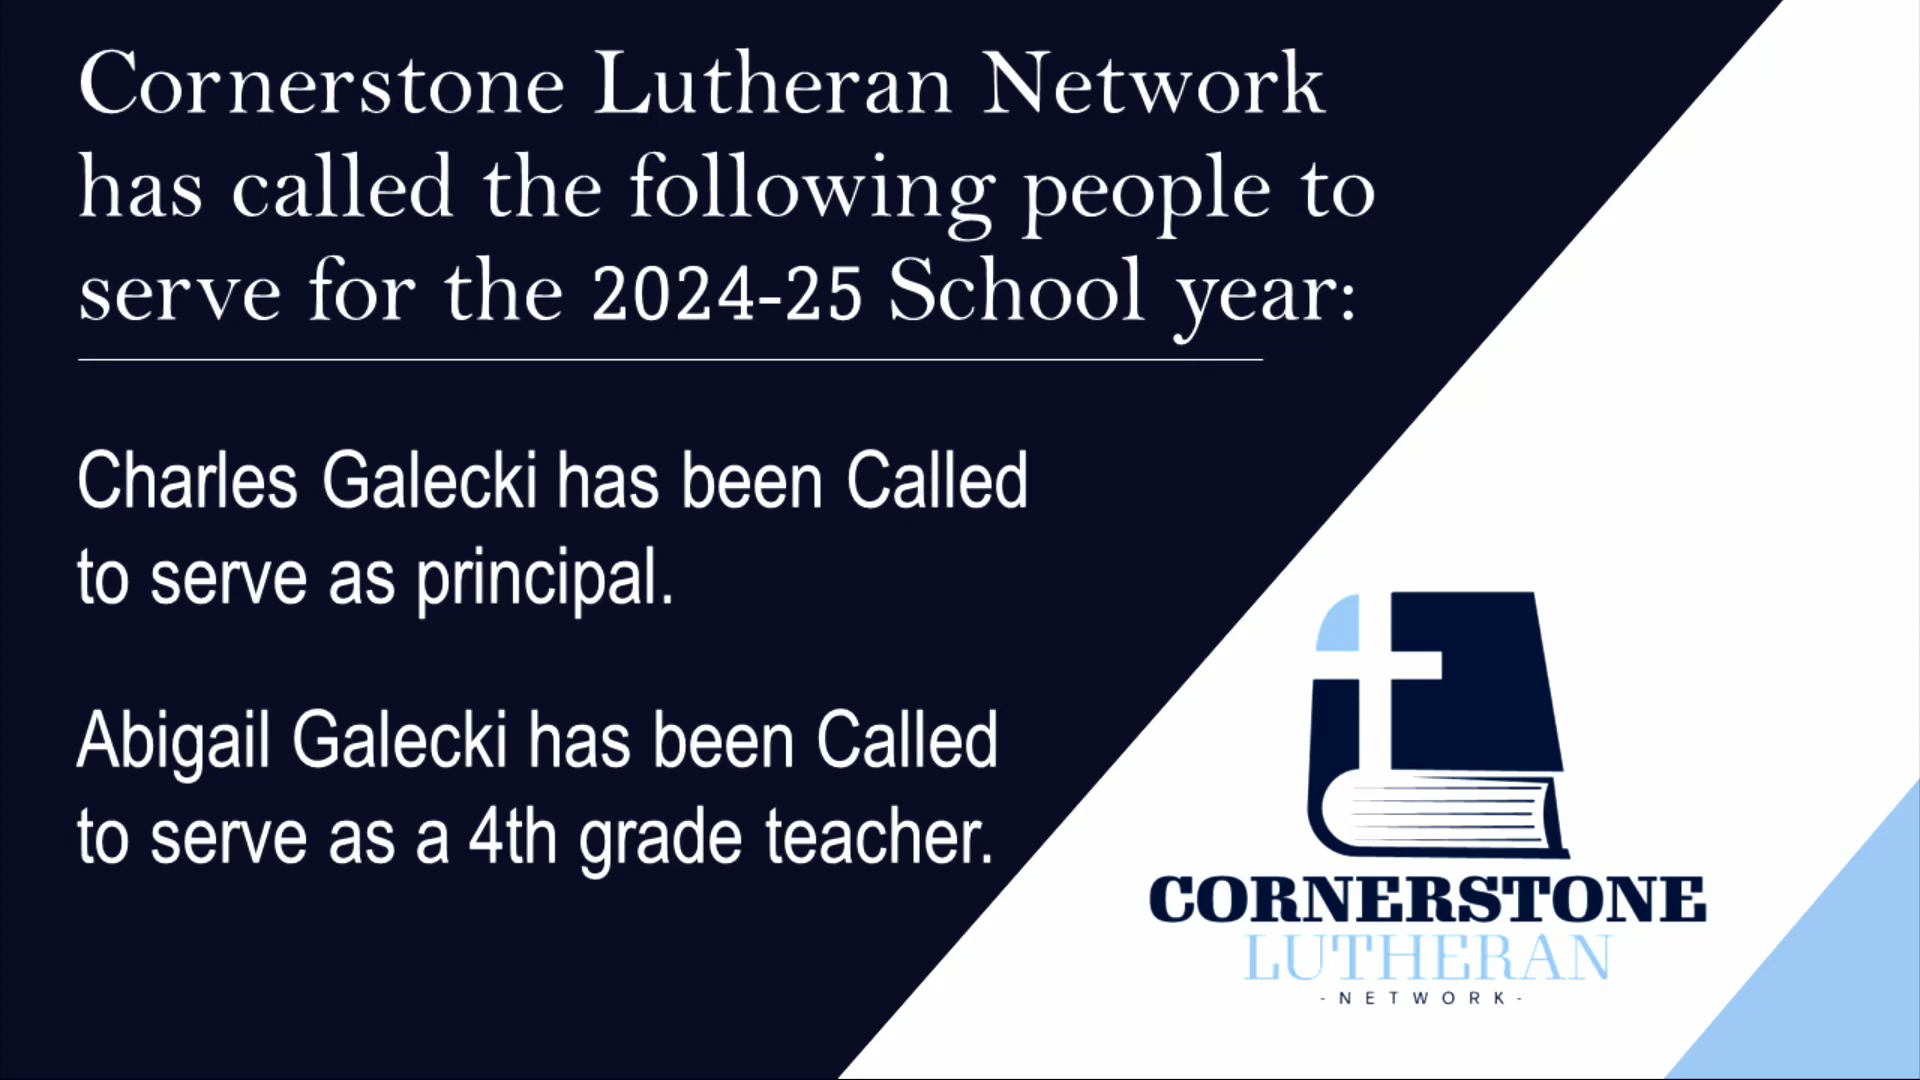 Cornerstone Lutheran Network
has called the following people to
serve for the 2024-25 School year:
Charles Galecki has been Called
to serve as principal.
Abigail Galecki has been Called
to serve as a 4th grade teacher.
CORNERSTONE
LUTHERAN
-NETWORK-